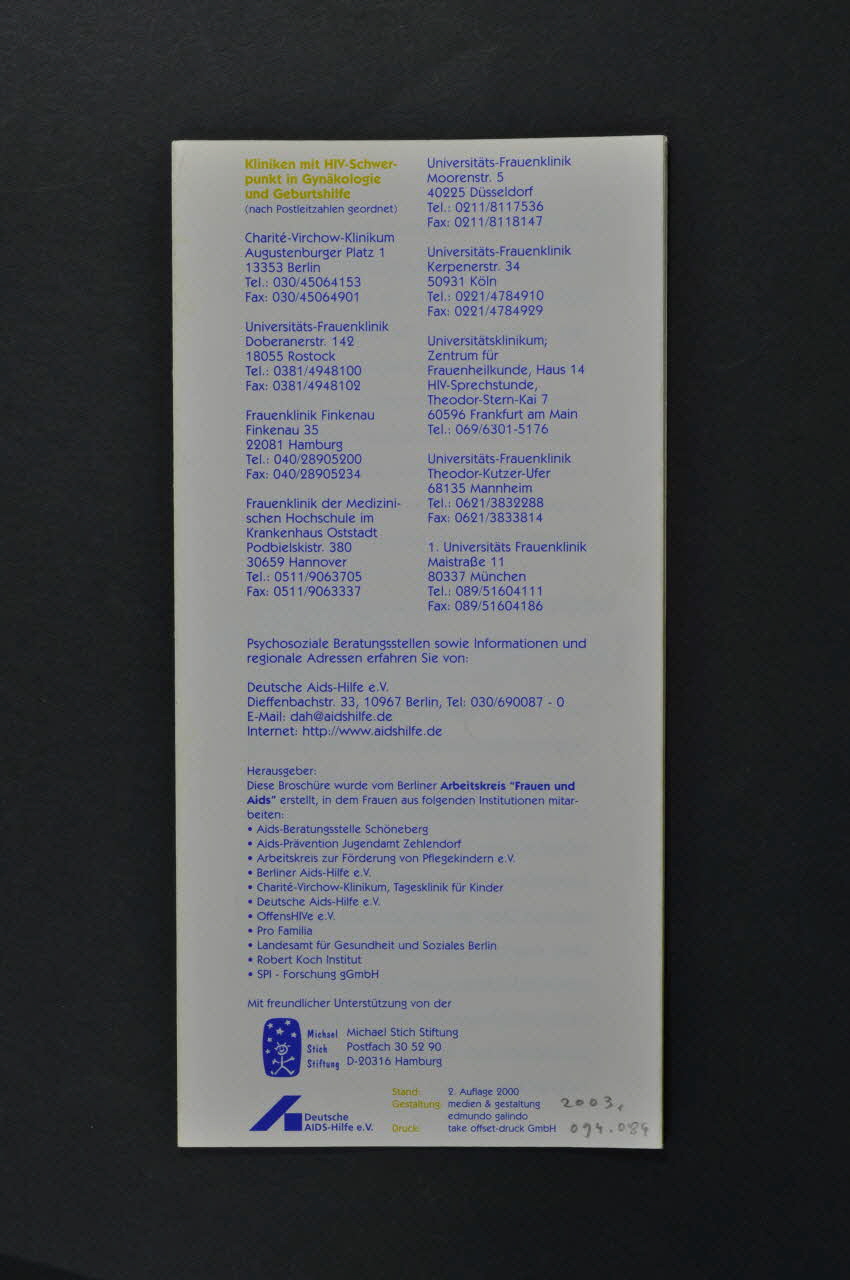 Kliniken mit HIV-Schwer-
punkt in Gynäkologie
und Geburtshilfe
(nach Postleitzahlen geordnet)
Charité-Virchow-Klinikum
Augustenburger Platz 1
13353 Berlin
Tel.: 030/45064153
Fax: 030/45064901
Universitäts-Frauenklinik
Doberanerstr. 142
18055 Rostock
Tel.: 0381/4948100
Fax: 0381/4948102
Frauenklinik Finkenau
Finkenau 35
22081 Hamburg
Tel.: 040/28905200
Fax: 040/28905234
Frauenklinik der Medizini-
schen Hochschule im
Krankenhaus Oststadt
Podbielskistr. 380
30659 Hannover
Tel.: 0511/9063705
Fax: 0511/9063337
Universitäts-Frauenklinik
Moorenstr. 5
40225 Düsseldorf
Tel.: 0211/8117536
Fax: 0211/8118147
Universitäts-Frauenklinik
Kerpenerstr. 34
50931 Köln
Tel.: 0221/4784910
Fax: 0221/4784929
Universitätsklinikum;
Zentrum für
Frauenheilkunde, Haus 14
HIV-Sprechstunde,
Theodor-Stern-Kai 7
60596 Frankfurt am Main
Tel.: 069/6301-5176
Universitäts-Frauenklinik
Theodor-Kutzer-Ufer
68135 Mannheim
Tel.: 0621/3832288
Fax: 0621/3833814
1. Universitäts Frauenklinik
Maistraße 11
80337 München
Tel.: 089/51604111
Fax: 089/51604186
Psychosoziale Beratungsstellen sowie Informationen und
regionale Adressen erfahren Sie von:
Deutsche Aids-Hilfe e.V.
Dieffenbachstr. 33, 10967 Berlin, Tel: 030/690087 - 0
E-Mail: dah@aidshilfe.de
Internet: http://www.aidshilfe.de
Herausgeber:
Diese Broschüre wurde vom Berliner Arbeitskreis "Frauen und
Aids" erstellt, in dem Frauen aus folgenden Institutionen mitar-
beiten:
• Aids-Beratungsstelle Schöneberg
• Aids-Prävention Jugendamt Zehlendorf
• Arbeitskreis zur Förderung von Pflegekindern e.V.
• Berliner Aids-Hilfe e.V.
• Charité-Virchow-Klinikum, Tagesklinik für Kinder
• Deutsche Aids-Hilfe e.V.
• OffensHIVe e.V.
• Pro Familia
• Landesamt für Gesundheit und Soziales Berlin
• Robert Koch Institut
• SPI - Forschung gGmbH
Mit freundlicher Unterstützung von der
Michael
Stich
Stiftung
Michael Stich Stiftung
Postfach 30 52 90
D-20316 Hamburg
Deutsche
AIDS-Hilfe e.V.
Stand: 2. Auflage 2000
Gestaltung: medien & gestaltung
edmundo galindo
Druck: take offset-druck GmbH
2003,
094.084